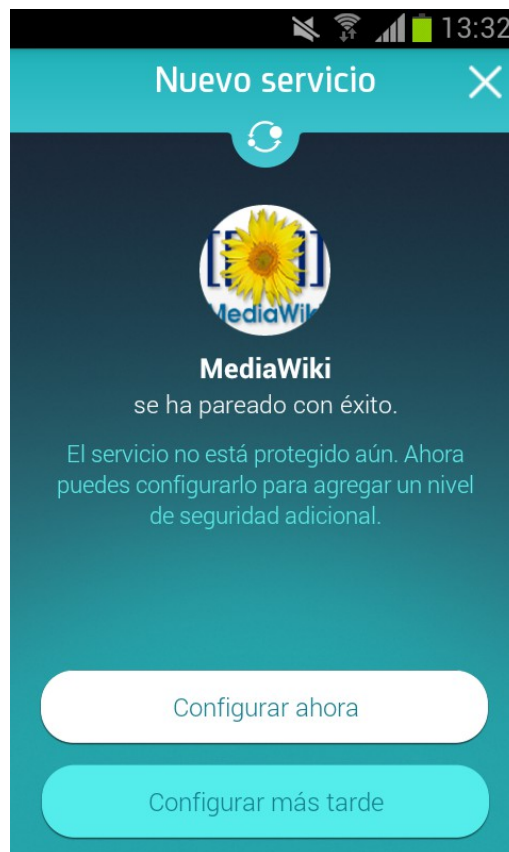 13:32
Nuevo servicio
[[ ]]
MediaWiki
MediaWiki
se ha pareado con éxito.
El servicio no está protegido aún. Ahora
puedes configurarlo para agregar un nivel
de seguridad adicional.
Configurar ahora
Configurar más tarde